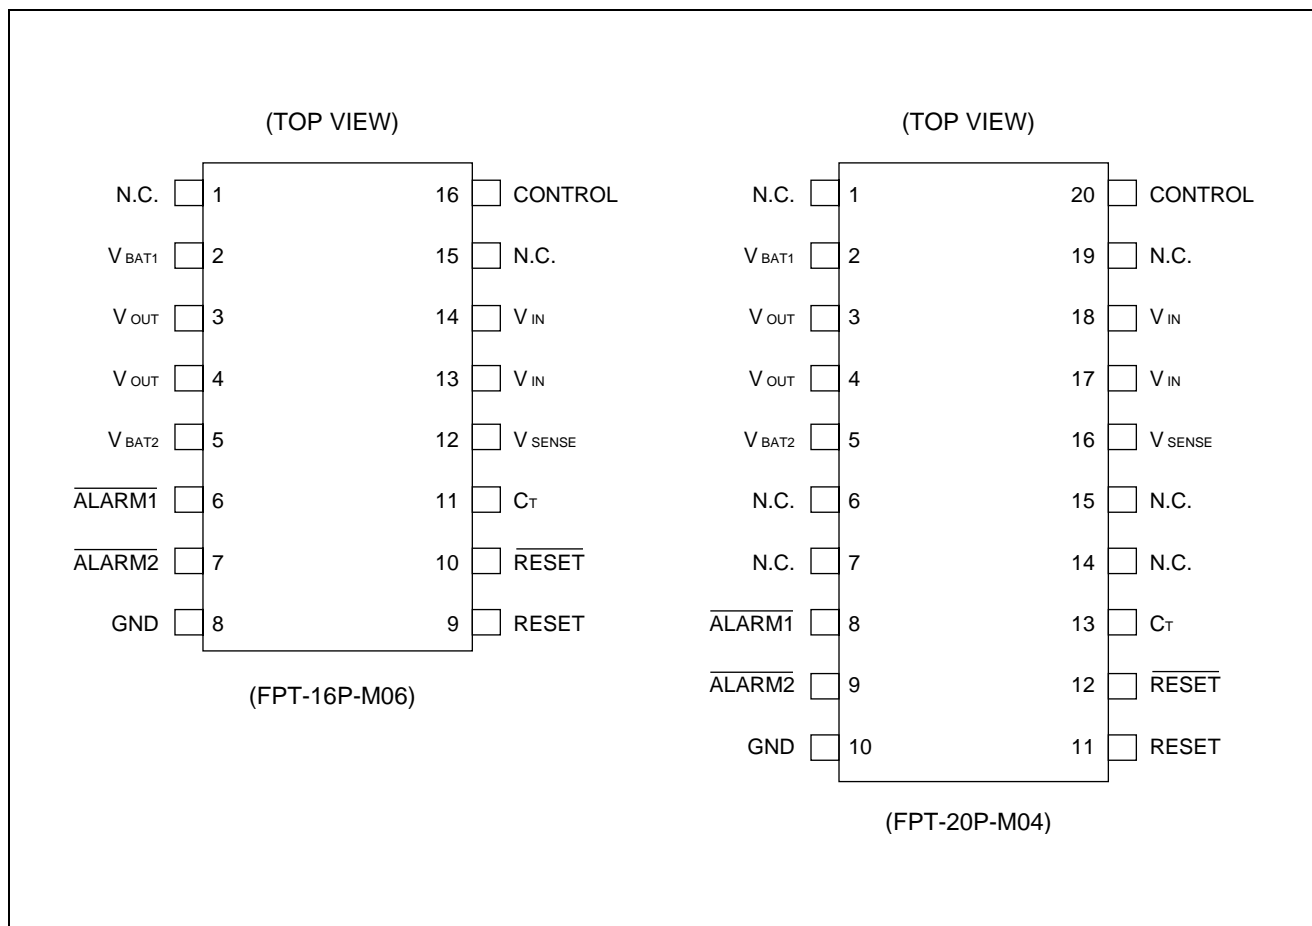 (TOP VIEW)
N.C. 1 16 CONTROL
V BAT1 2 15 N.C.
V OUT 3 14 V IN
V OUT 4 13 V IN
V BAT2 5 12 V SENSE
ALARM1 6 11 CT
ALARM2 7 10 RESET
GND 8 9 RESET
(FPT-16P-M06)
(TOP VIEW)
N.C. 1 20 CONTROL
V BAT1 2 19 N.C.
V OUT 3 18 V IN
V OUT 4 17 V IN
V BAT2 5 16 V SENSE
N.C. 6 15 N.C.
N.C. 7 14 N.C.
ALARM1 8 13 CT
ALARM2 9 12 RESET
GND 10 11 RESET
(FPT-20P-M04)